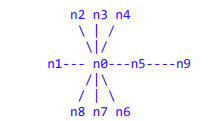 n2 n3 n4
\ | /
\|/
n1--- n0---n5----n9
/|\
/ | \
n8 n7 n6